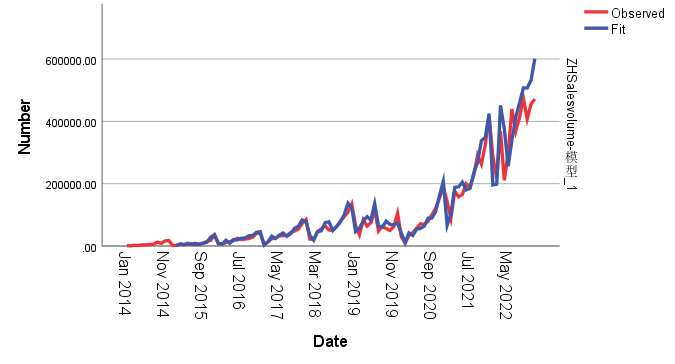 Observed
Fit
600000.00
400000.00
200000.00
.00
Number
ZHSalesvolume-模型_1
Jan 2014
Nov 2014
Sep 2015
Jul 2016
May 2017
Mar 2018
Jan 2019
Nov 2019
Sep 2020
Jul 2021
May 2022
Date